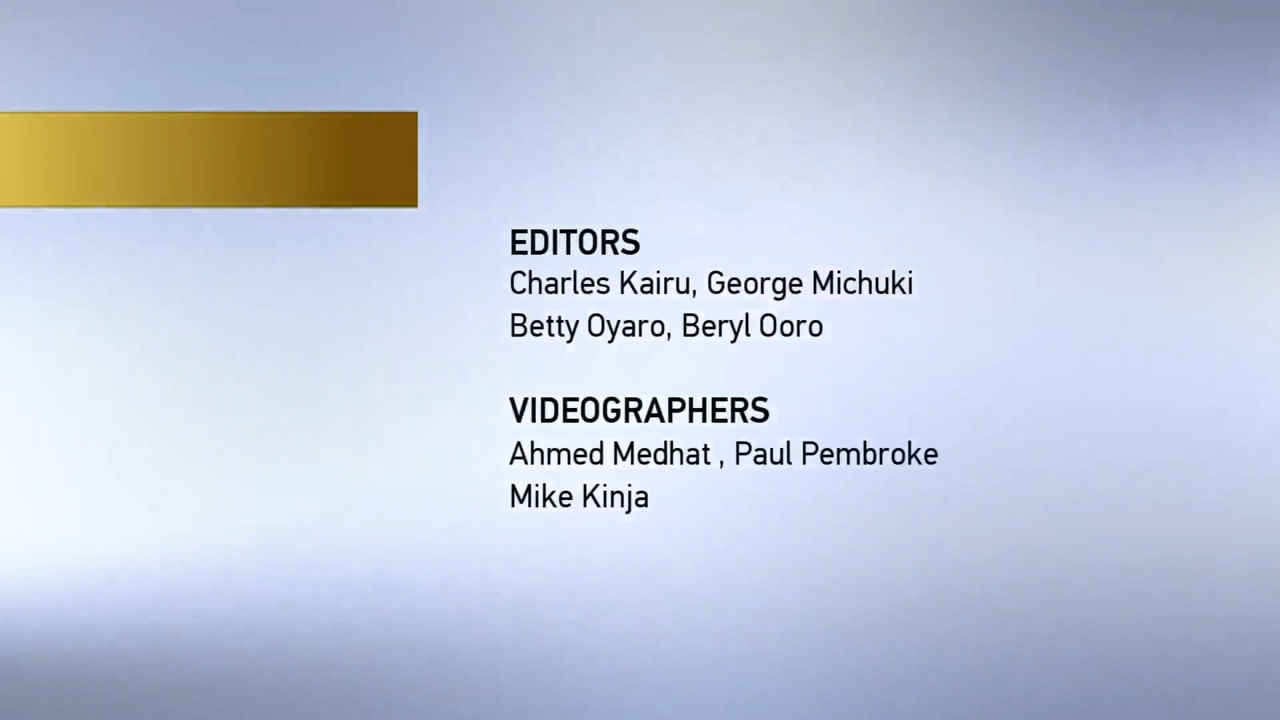 EDITORS
Charles Kairu, George Michuki
Betty Oyaro, Beryl Ooro
VIDEOGRAPHERS
Ahmed Medhat , Paul Pembroke
Mike Kinja